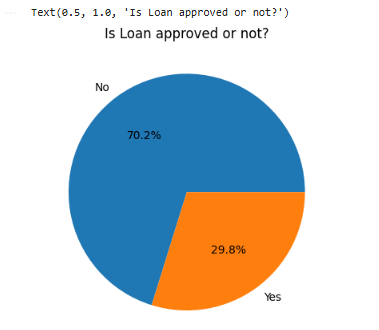 Text(0.5, 1.0, 'Is Loan approved or not?')
Is Loan approved or not?
No
70.2%
29.8%
Yes